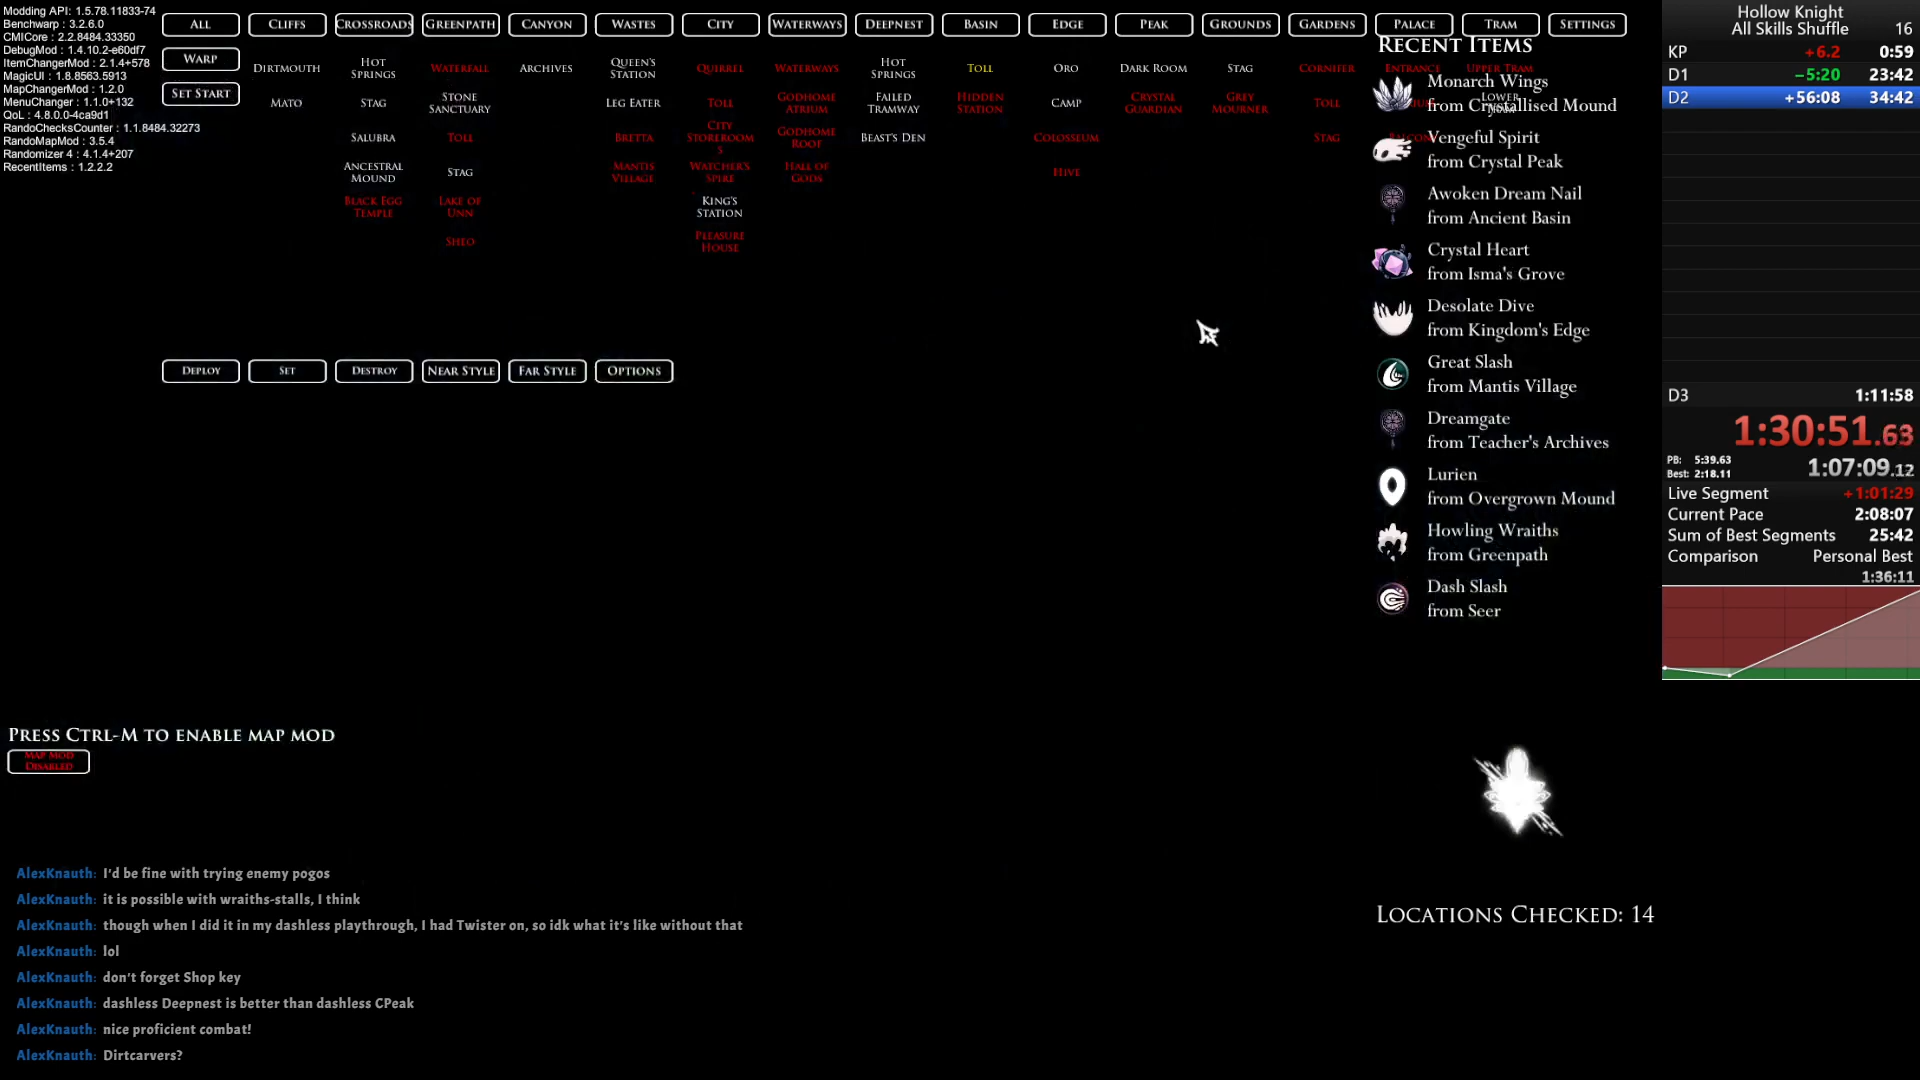 Modding API: 1.5.78.11833-74
Benchwarp : 3.2.6.0
CMICore : 2.2.8484.33350
DebugMod : 1.4.10.2-e60df7
ItemChangerMod : 2.1.4+578
MagicUI : 1.8.8563.5913
MapChangerMod : 1.2.0
MenuChanger : 1.1.0+132
QoL : 4.8.0.0-4ca9d1
RandoChecksCounter : 1.1.8484.32273
RandoMapMod : 3.5.4
Randomizer 4 : 4.1.4+207
RecentItems : 1.2.2.2
ALL CLIFFS CROSSROADS GREENPATH CANYON WASTES CITY WATERWAYS DEEPNEST BASIN EDGE PEAK GROUNDS GARDENS PALACE TRAM SETTINGS
WARP
SET START
DIRTMOUTH
MATO
HOT SPRINGS
STAG
SALUBRA
ANCESTRAL MOUND
BLACK EGG TEMPLE
WATERFALL
STONE SANCTUARY
TOLL
STAG
LAKE OF UNN
SHEO
ARCHIVES
QUEEN'S STATION
LEG EATER
BRETTA
MANTIS VILLAGE
QUIRREL
TOLL
CITY STOREROOMS
WATCHER'S SPIRE
KING'S STATION
PLEASURE HOUSE
WATERWAYS
GODHOME ATRIUM
GODHOME ROOF
HALL OF GODS
HOT SPRINGS
FAILED TRAMWAY
BEAST'S DEN
TOLL
HIDDEN STATION
ORO
CAMP
COLOSSEUM
HIVE
DARK ROOM
CRYSTAL GUARDIAN
STAG
GREY MOURNER
CORNIFER
TOLL
STAG
ENTRANCE
UPPER TRAM
LOWER
DEPLOY SET DESTROY NEAR STYLE FAR STYLE OPTIONS
RECENT ITEMS
Monarch Wings
from Crystallised Mound
Vengeful Spirit
from Crystal Peak
Awoken Dream Nail
from Ancient Basin
Crystal Heart
from Isma's Grove
Desolate Dive
from Kingdom's Edge
Great Slash
from Mantis Village
Dreamgate
from Teacher's Archives
Lurien
from Overgrown Mound
Howling Wraiths
from Greenpath
Dash Slash
from Seer
Hollow Knight
All Skills Shuffle 16
KP +6.2 0:59
D1 −5:20 23:42
D2 +56:08 34:42
D3 1:11:58
1:30:51.63
PB: 5:39.63
Best: 2:18.11
1:07:09.12
Live Segment +1:01:29
Current Pace 2:08:07
Sum of Best Segments 25:42
Comparison Personal Best
1:36:11
PRESS CTRL-M TO ENABLE MAP MOD
MAP MOD DISABLED
AlexKnauth: I'd be fine with trying enemy pogos
AlexKnauth: it is possible with wraiths-stalls, I think
AlexKnauth: though when I did it in my dashless playthrough, I had Twister on, so idk what it's like without that
AlexKnauth: lol
AlexKnauth: don't forget Shop key
AlexKnauth: dashless Deepnest is better than dashless CPeak
AlexKnauth: nice proficient combat!
AlexKnauth: Dirtcarvers?
LOCATIONS CHECKED: 14